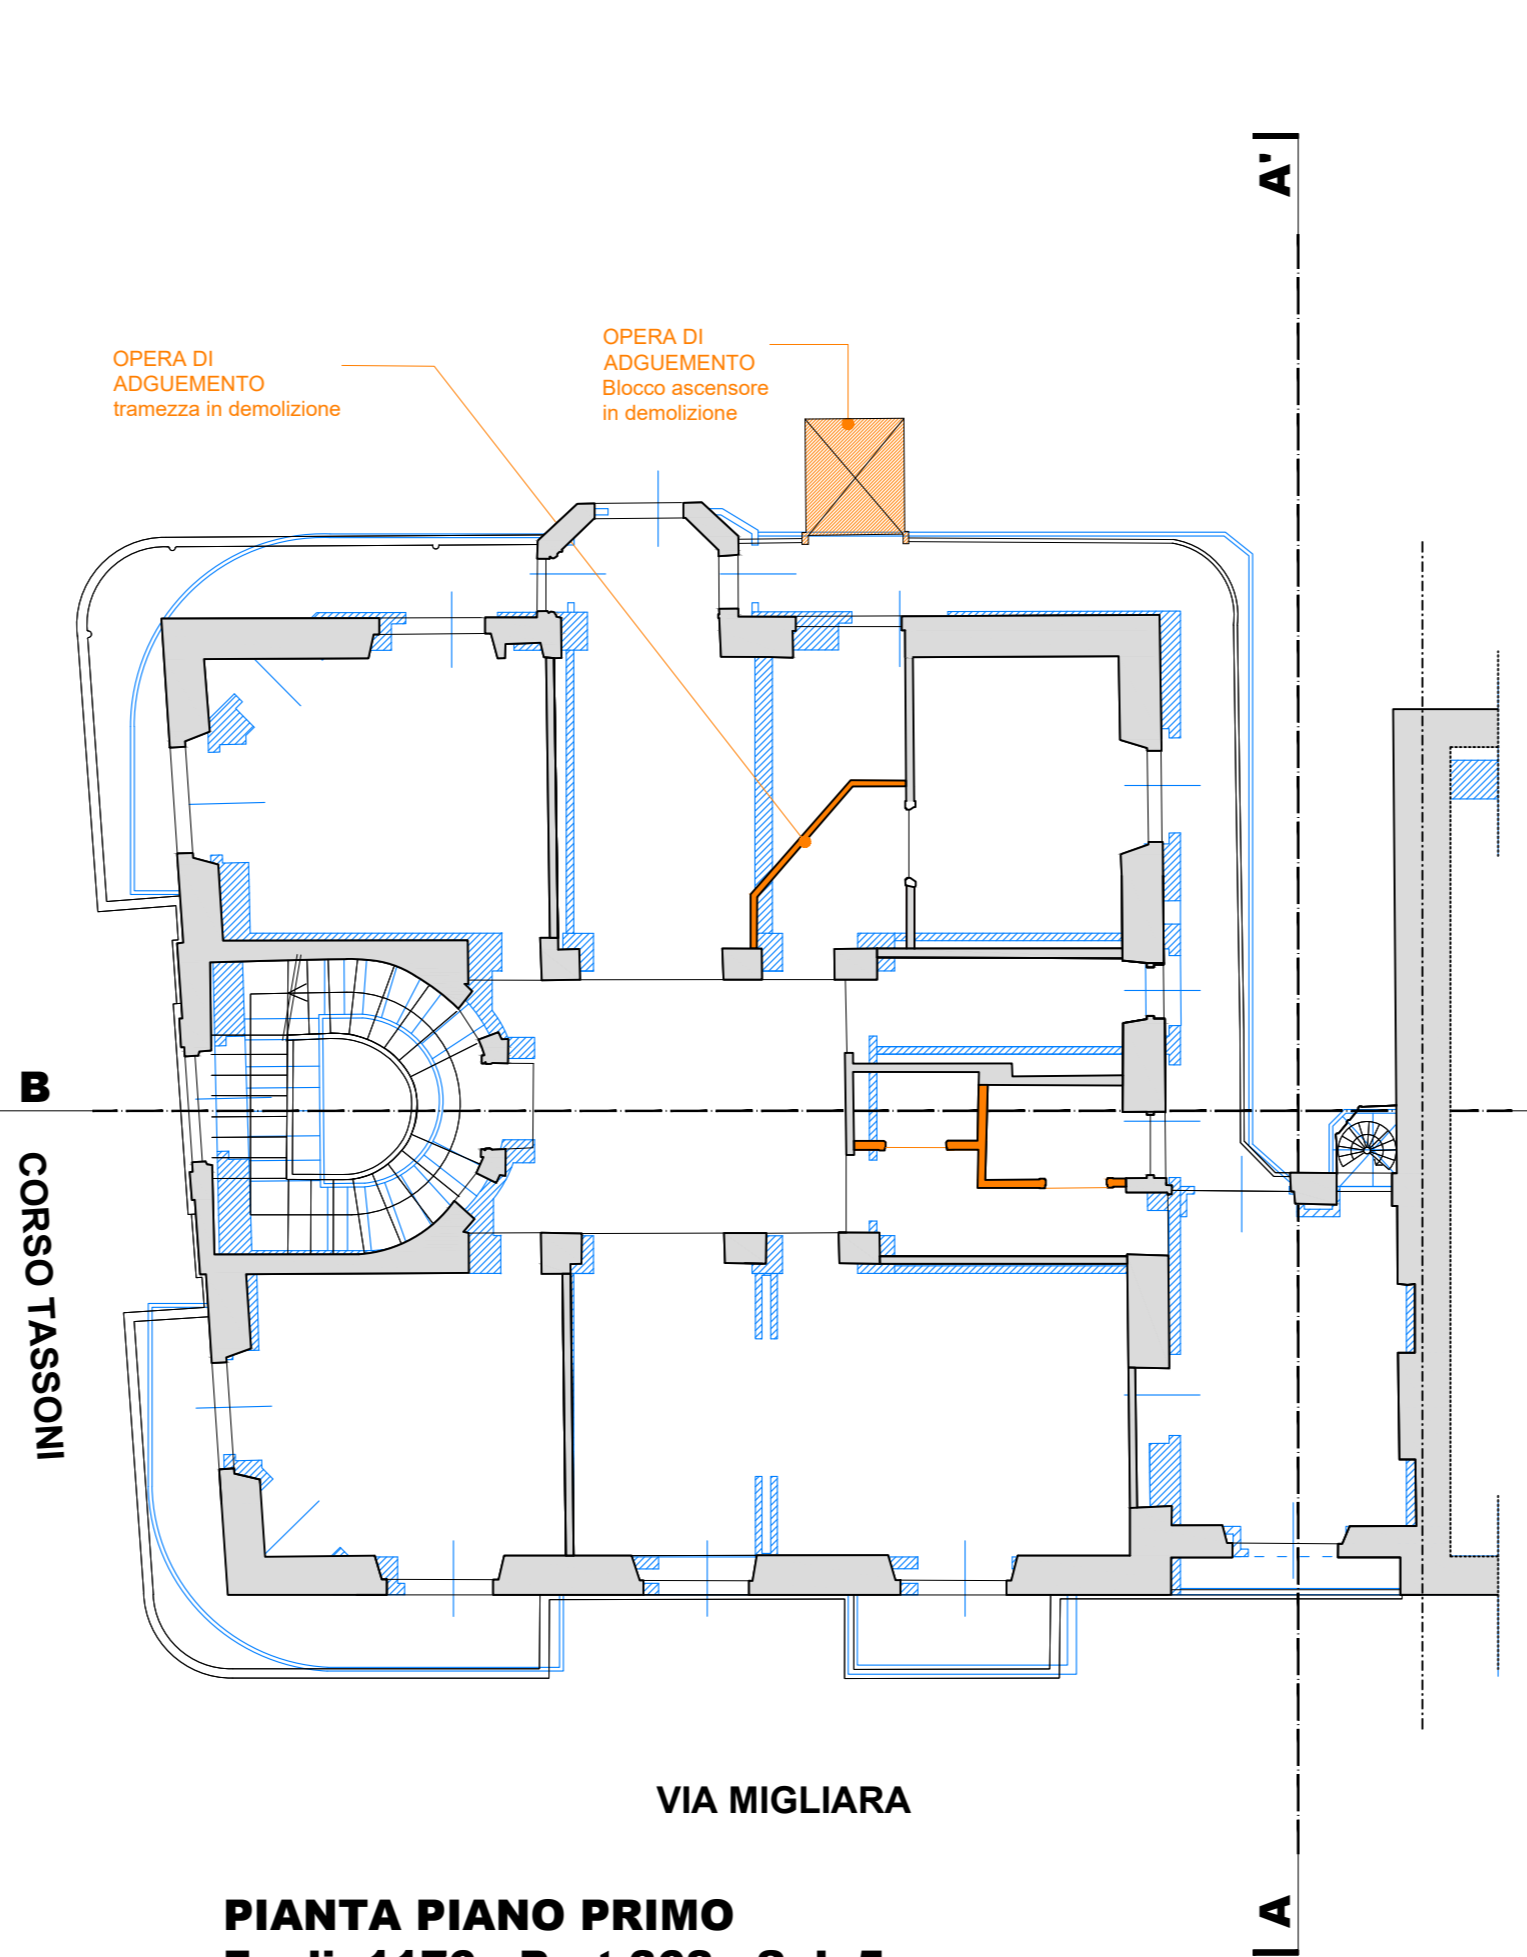 A'
OPERA DI
ADGUEMENTO
tramezza in demolizione
OPERA DI
ADGUEMENTO
Blocco ascensore
in demolizione
B
CORSO TASSONI
VIA MIGLIARA
A
PIANTA PIANO PRIMO